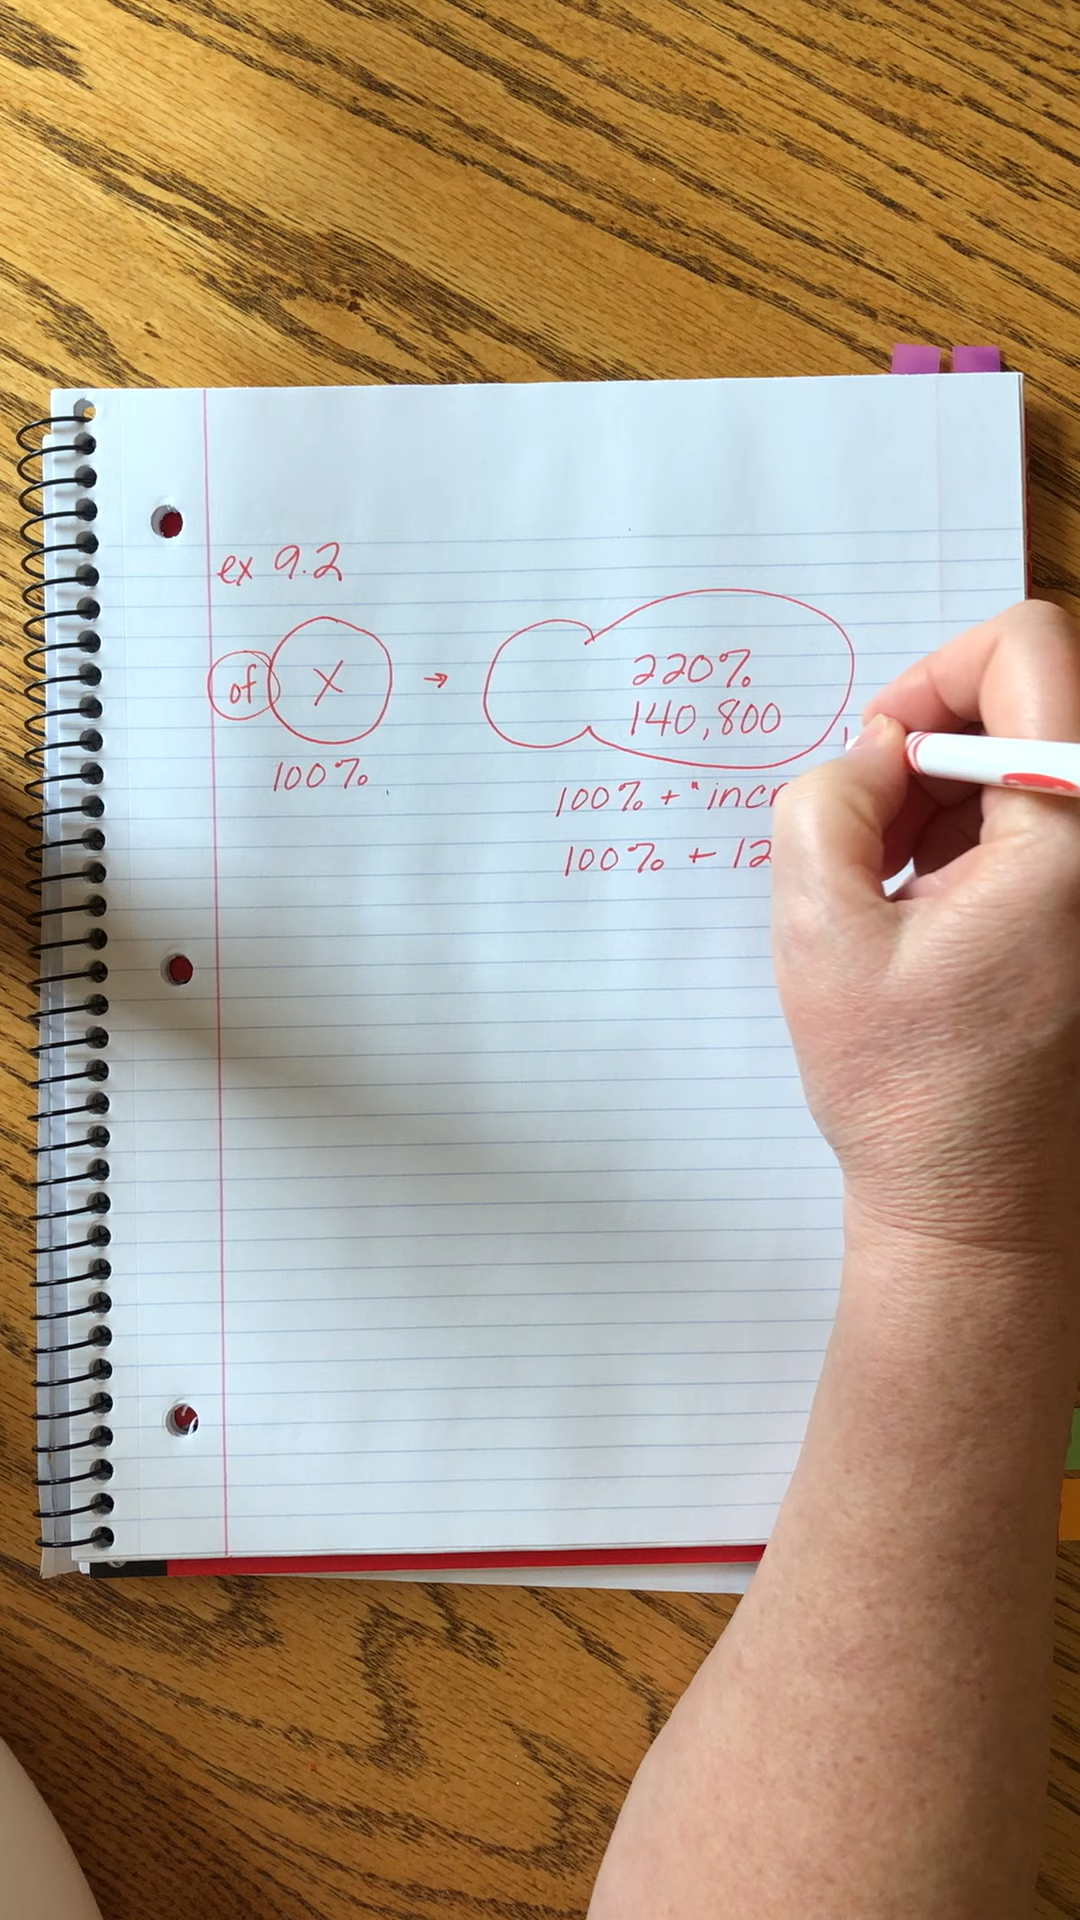 ex 9.2
of X → 220%
140,800
100%
100% + "incr
100% + 12